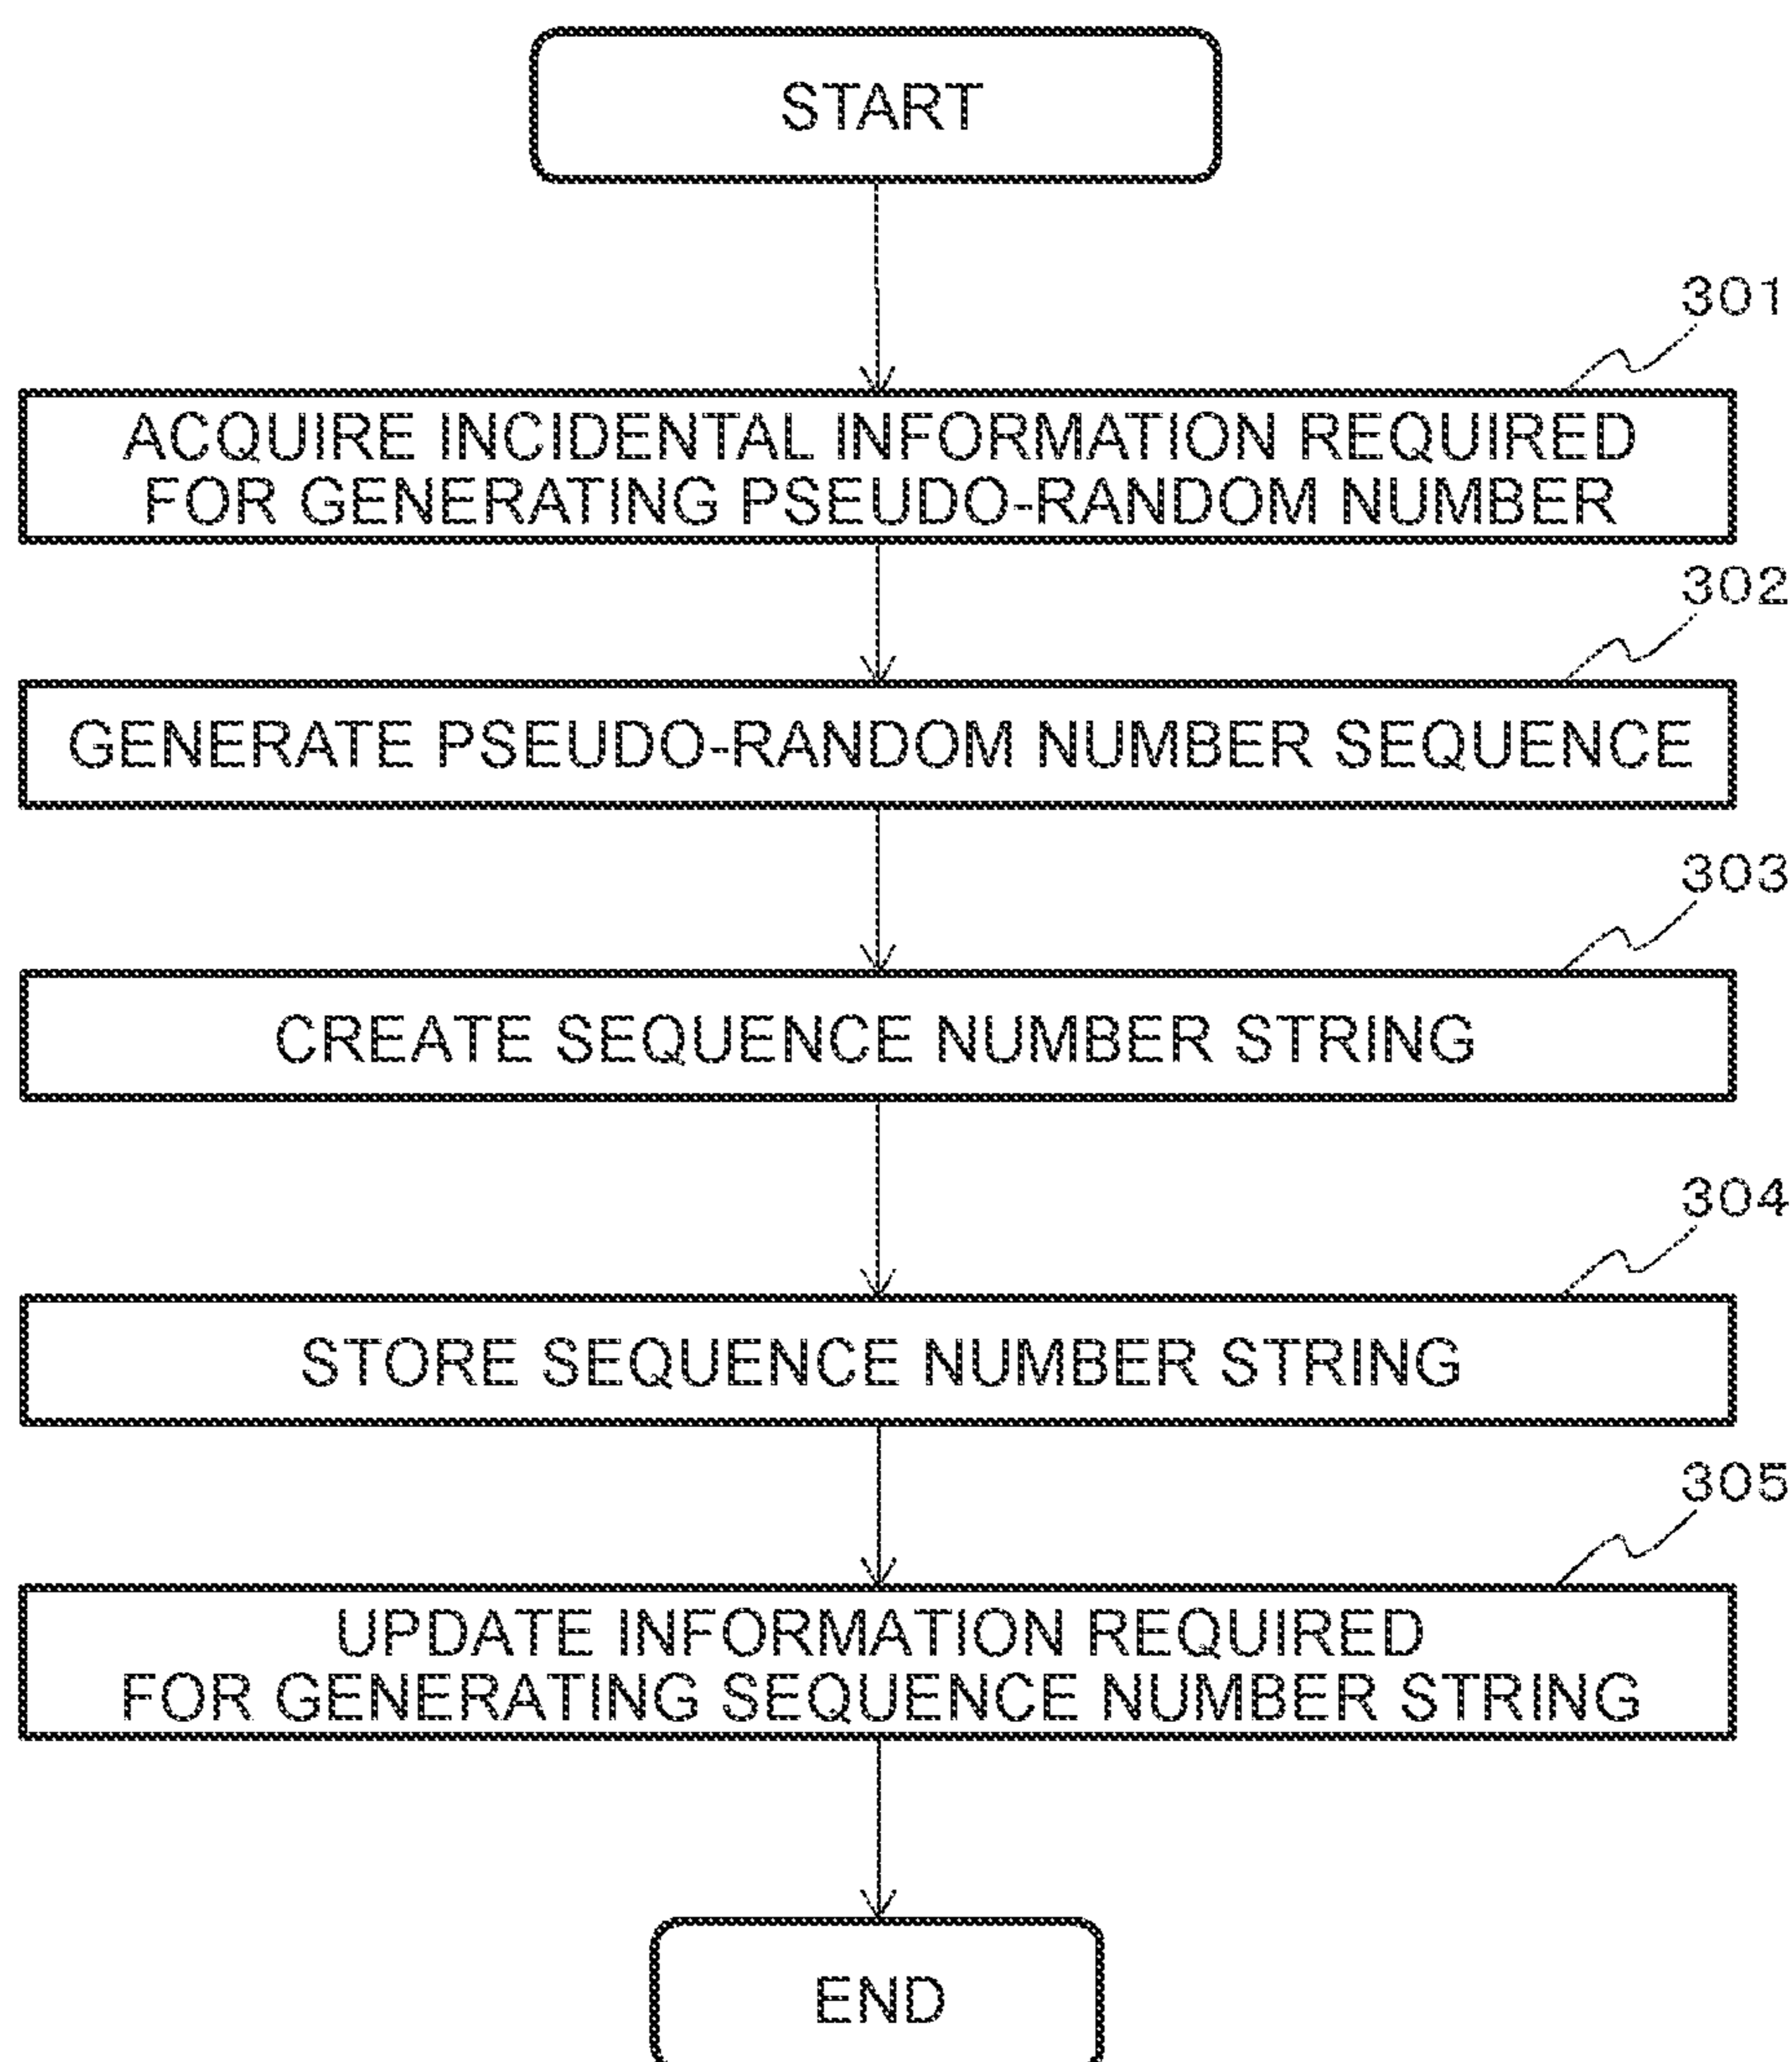 START
301
ACQUIRE INCIDENTAL INFORMATION REQUIRED
FOR GENERATING PSEUDO-RANDOM NUMBER
302
GENERATE PSEUDO-RANDOM NUMBER SEQUENCE
303
CREATE SEQUENCE NUMBER STRING
304
STORE SEQUENCE NUMBER STRING
305
UPDATE INFORMATION REQUIRED
FOR GENERATING SEQUENCE NUMBER STRING
END